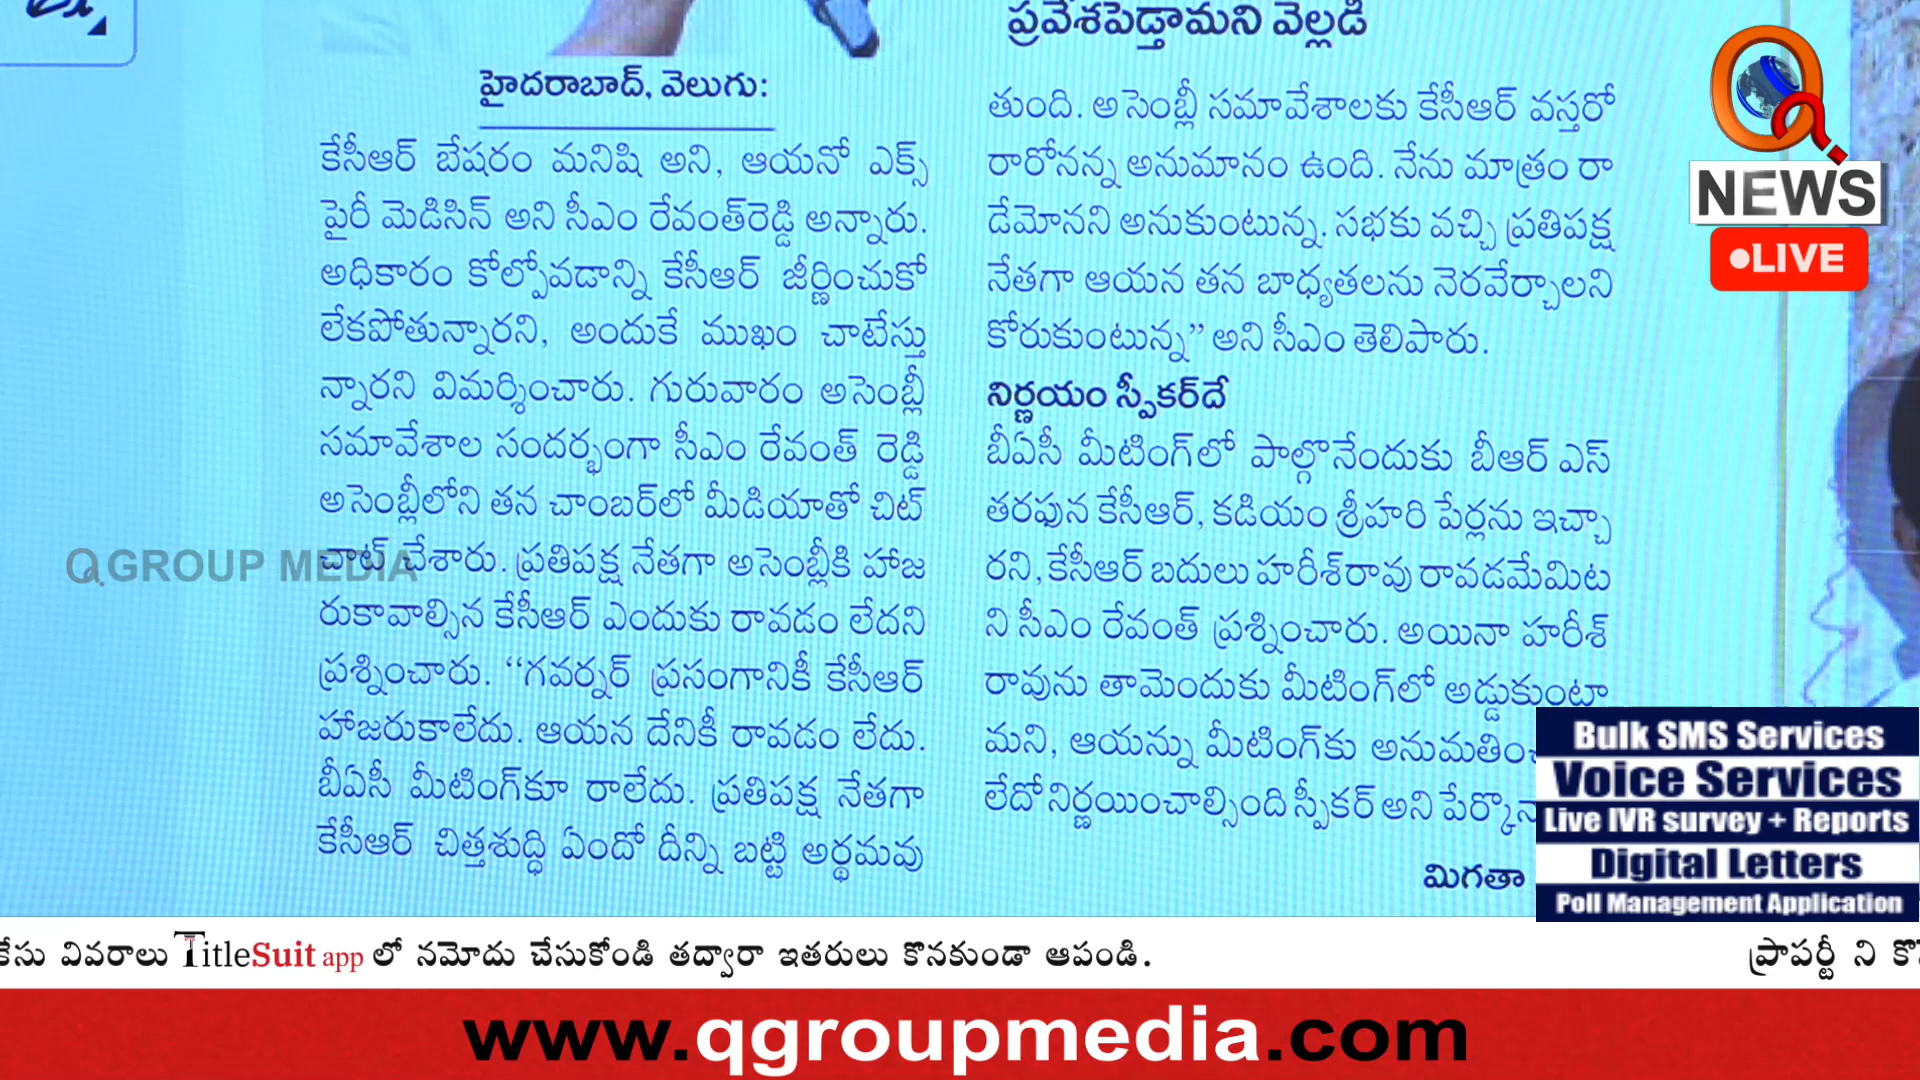 ప్రవేశపెడ్తామని వెల్లడి
హైదరాబాద్, వెలుగు:
కేసీఆర్ బేషరం మనిషి అని, ఆయనో ఎక్స్
పైరీ మెడిసిన్ అని సీఎం రేవంత్‌రెడ్డి అన్నారు.
అధికారం కోల్పోవడాన్ని కేసీఆర్ జీర్ణించుకో
లేకపోతున్నారని, అందుకే ముఖం చాటేస్తు
న్నారని విమర్శించారు. గురువారం అసెంబ్లీ
సమావేశాల సందర్భంగా సీఎం రేవంత్ రెడ్డి
అసెంబ్లీలోని తన చాంబర్‌లో మీడియాతో చిట్
చాట్ చేశారు. ప్రతిపక్ష నేతగా అసెంబ్లీకి హాజ
రుకావాల్సిన కేసీఆర్ ఎందుకు రావడం లేదని
ప్రశ్నించారు. ‘‘గవర్నర్ ప్రసంగానికీ కేసీఆర్
హాజరుకాలేదు. ఆయన దేనికీ రావడం లేదు.
బీఏసీ మీటింగ్‌కూ రాలేదు. ప్రతిపక్ష నేతగా
కేసీఆర్ చిత్తశుద్ధి ఏందో దీన్ని బట్టి అర్థమవు
తుంది. అసెంబ్లీ సమావేశాలకు కేసీఆర్ వస్తరో
రారోనన్న అనుమానం ఉంది. నేను మాత్రం రా
డేమోనని అనుకుంటున్న. సభకు వచ్చి ప్రతిపక్ష
నేతగా ఆయన తన బాధ్యతలను నెరవేర్చాలని
కోరుకుంటున్న’’ అని సీఎం తెలిపారు.
నిర్ణయం స్పీకర్‌దే
బీఏసీ మీటింగ్‌లో పాల్గొనేందుకు బీఆర్ ఎస్
తరఫున కేసీఆర్, కడియం శ్రీహరి పేర్లను ఇచ్చా
రని, కేసీఆర్ బదులు హరీశ్‌రావు రావడమేమిట
ని సీఎం రేవంత్ ప్రశ్నించారు. అయినా హరీశ్
రావును తామెందుకు మీటింగ్‌లో అడ్డుకుంటా
మని, ఆయన్ను మీటింగ్‌కు
లేదో నిర్ణయించాల్సింది స్పీకర్ అని
మిగతా
Q GROUP MEDIA
Q
NEWS
LIVE
Bulk SMS Services
Voice Services
Live IVR survey + Reports
Digital Letters
Poll Management Application
కేసు వివరాలు TitleSuit app లో నమోదు చేసుకోండి తద్వారా ఇతరులు కొనకుండా ఆపండి. ప్రాపర్టీ ని
www.qgroupmedia.com